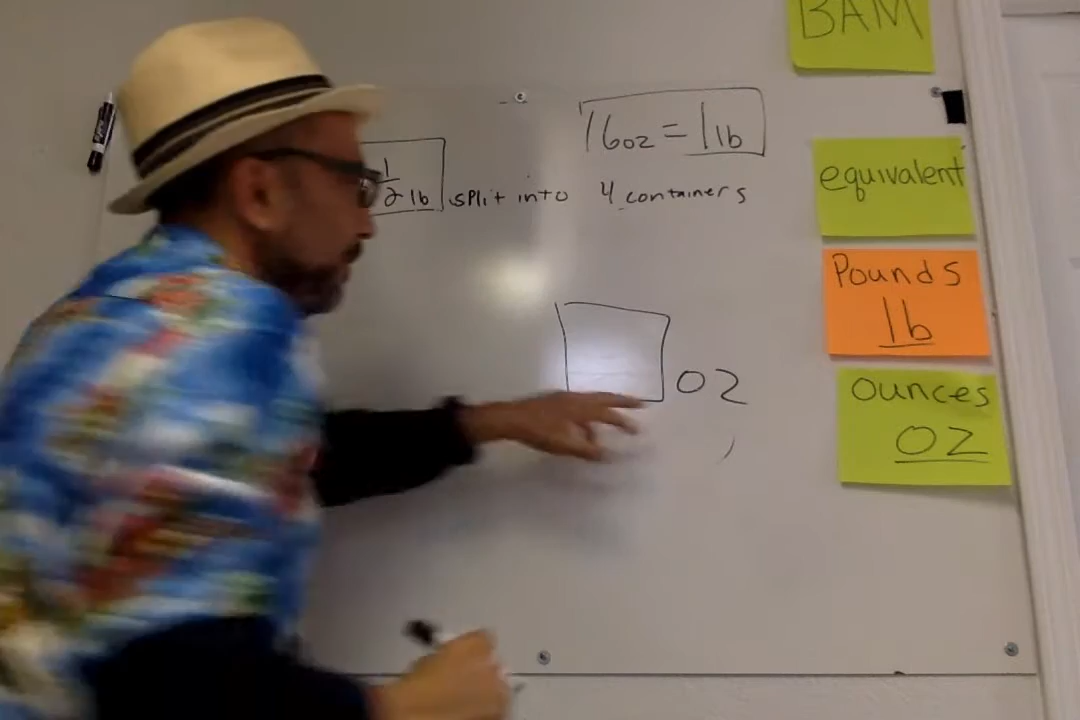 BAM
16oz = 1lb
1/2 lb split into 4 containers
equivalent
Pounds
lb
oz
ounces
oz